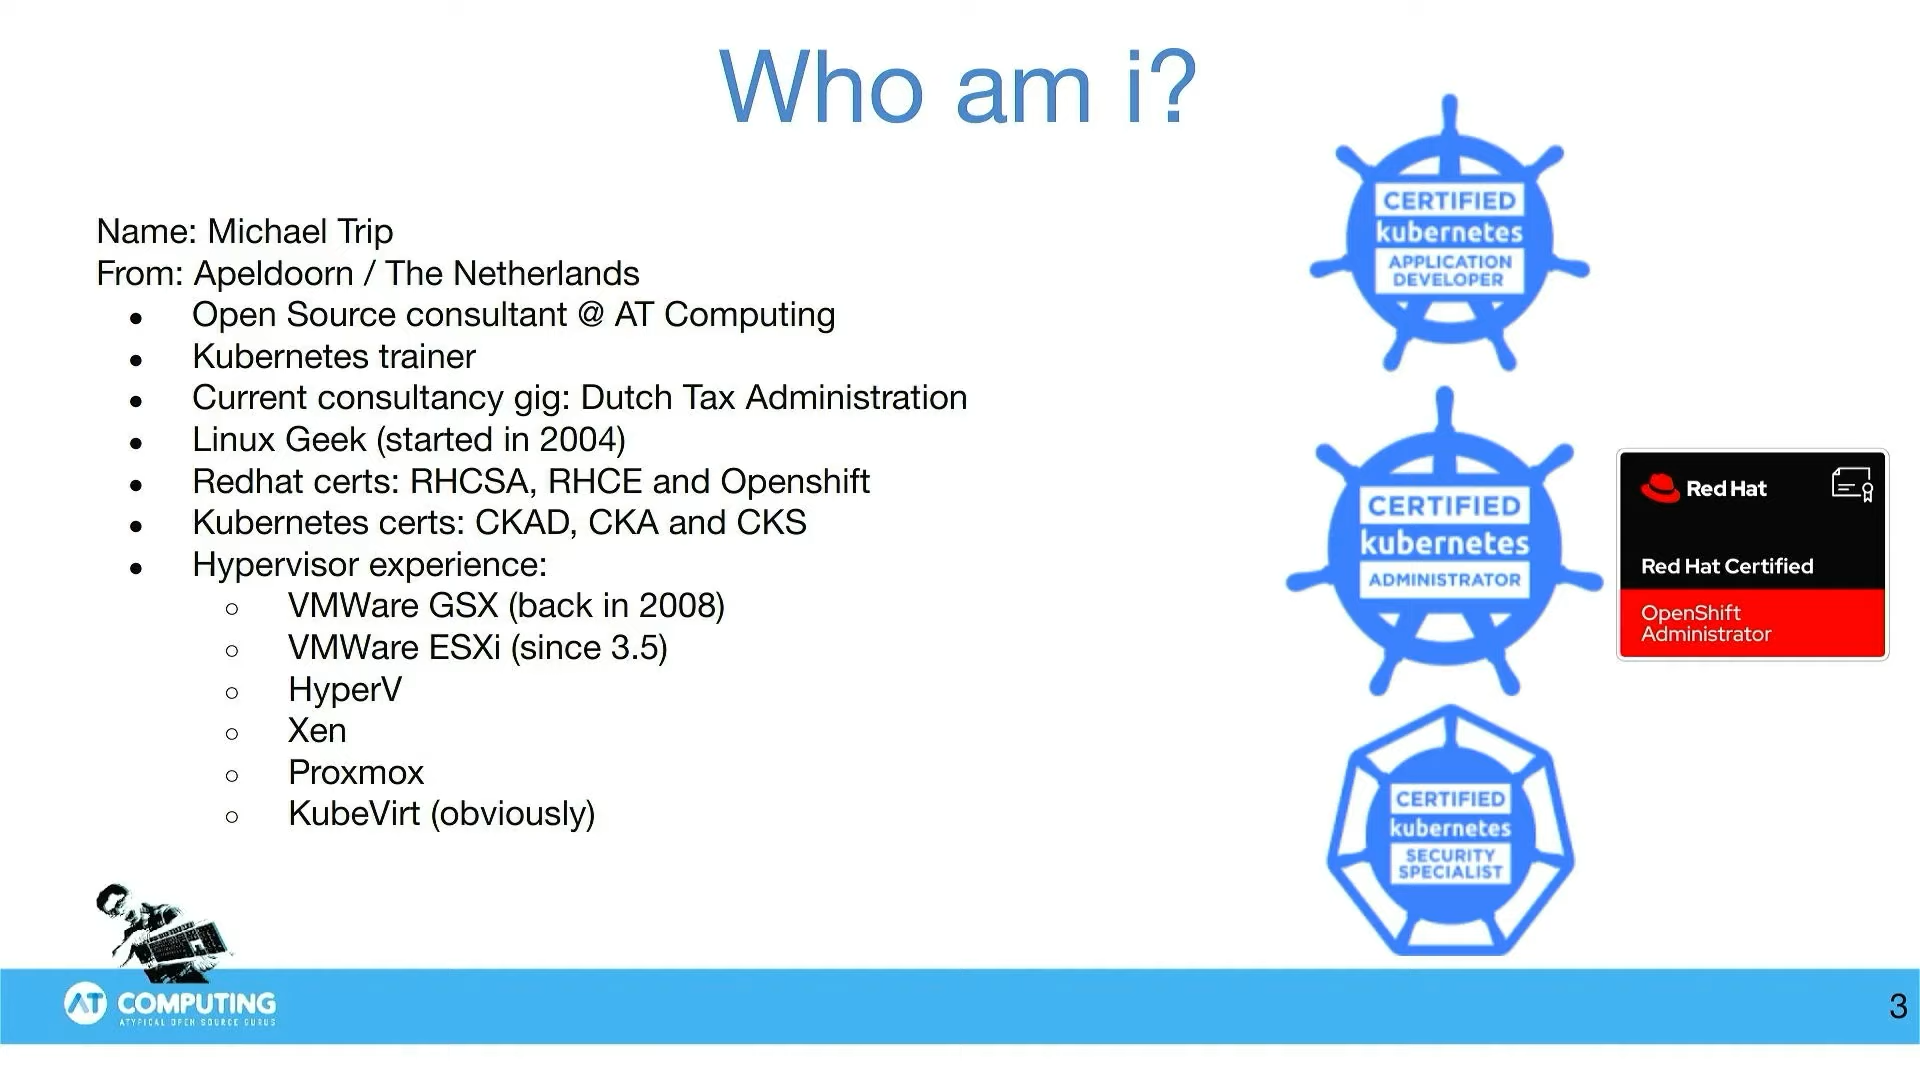 Who am i?
Name: Michael Trip
From: Apeldoorn / The Netherlands
● Open Source consultant @ AT Computing
● Kubernetes trainer
● Current consultancy gig: Dutch Tax Administration
● Linux Geek (started in 2004)
● Redhat certs: RHCSA, RHCE and Openshift
● Kubernetes certs: CKAD, CKA and CKS
● Hypervisor experience:
○ VMWare GSX (back in 2008)
○ VMWare ESXi (since 3.5)
○ HyperV
○ Xen
○ Proxmox
○ KubeVirt (obviously)
CERTIFIED
kubernetes
APPLICATION
DEVELOPER
CERTIFIED
kubernetes
ADMINISTRATOR
Red Hat
Red Hat Certified
OpenShift
Administrator
CERTIFIED
kubernetes
SECURITY
SPECIALIST
AT COMPUTING
ATYPICAL OPEN SOURCE GURUS
3